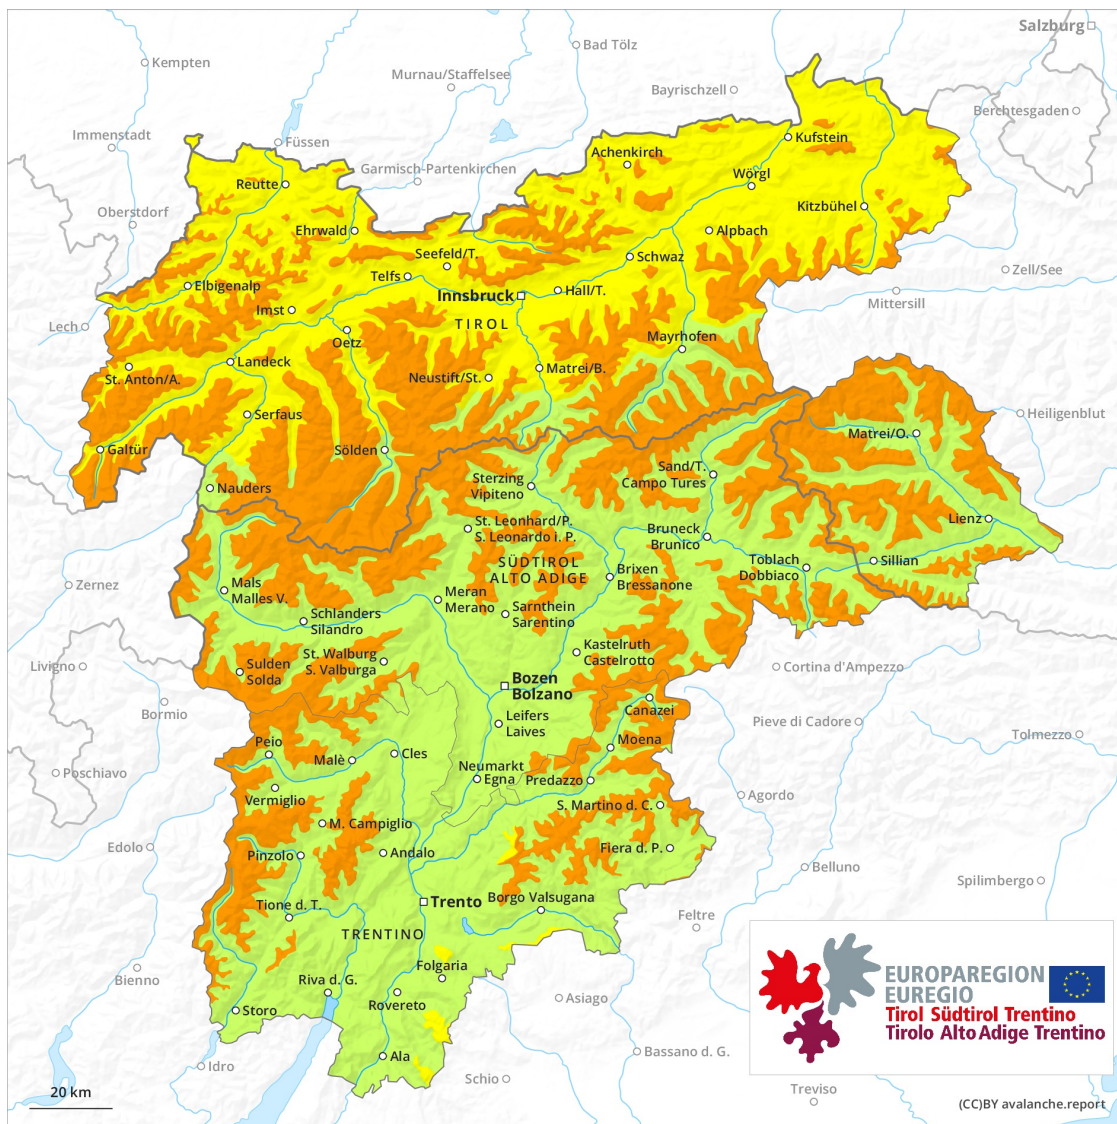 Salzburg
Bad Tölz
Kempten
Murnau/Staffelsee
Bayrischzell
Berchtesgaden
Immenstadt
Füssen
Kufstein
Achenkirch
Garmisch-Partenkirchen
Wörgl
Reutte
Oberstdorf
Kitzbühel
Ehrwald
Alpbach
Seefeld/T.
Schwaz
Telfs
Zell/See
Elbigenalp
Innsbruck
Hall/T.
Mittersill
Imst
TIROL
Lech
Oetz
Mayrhofen
Landeck
Matrei/B.
St. Anton/A.
Neustift/St.
Serfaus
Heiligenblut
Matrei/O.
Galtür
Sölden
Sand/T.
Campo Tures
Sterzing
Vipiteno
Nauders
St. Leonhard/P.
S. Leonardo i. P.
Bruneck
Brunico
Lienz
SÜDTIROL
ALTO ADIGE
Toblach
Dobbiaco
Sillian
Brixen
Bressanone
Zernez
Mals
Malles V.
Meran
Merano
Sarnthein
Sarentino
Schlanders
Silandro
Kastelruth
Castelrotto
St. Walburg
S. Valburga
Livigno
Sulden
Solda
Cortina d'Ampezzo
Bozen
Bolzano
Canazei
Bormio
Leifers
Laives
Pieve di Cadore
Tolmezzo
Peio
Moena
Cles
Malè
Poschiavo
Neumarkt
Egna
Predazzo
Vermiglio
Agordo
S. Martino d. C.
M. Campiglio
Edolo
Pinzolo
Andalo
Fiera d. P.
Belluno
Spilimbergo
Trento
Borgo Valsugana
Tione d. T.
Feltre
TRENTINO
Folgaria
Bienno
Riva d. G.
Rovereto
Asiago
Storo
Ala
Bassano d. G.
Idro
Schio
Treviso
EUROPAREGION
EUREGIO
Tirol Südtirol Trentino
Tirolo Alto Adige Trentino
20 km
(CC)BY avalanche.report